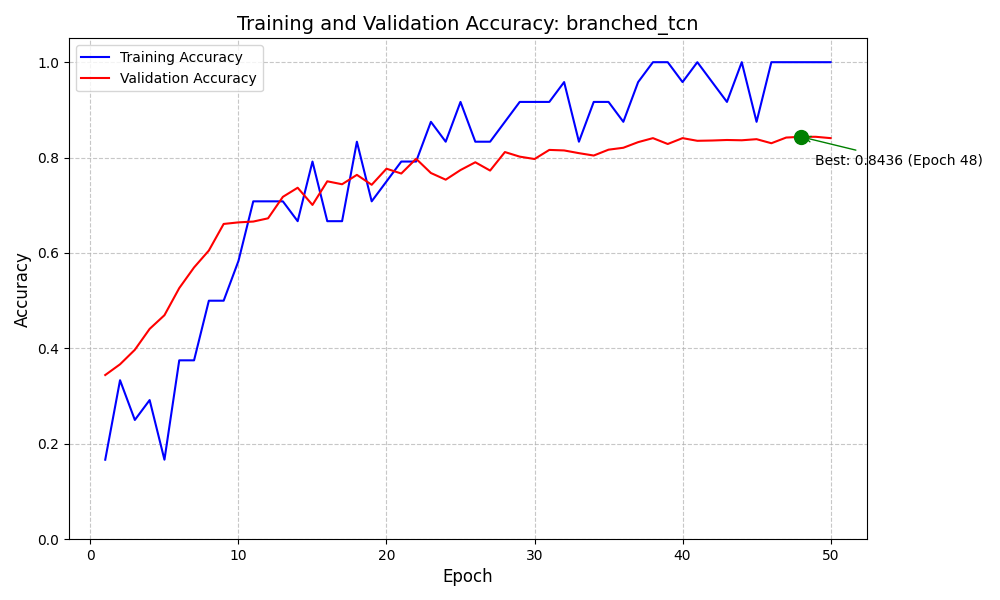 Training and Validation Accuracy: branched_tcn
Training Accuracy
Validation Accuracy
1.0
0.8
0.6
0.4
0.2
0.0
Accuracy
Best: 0.8436 (Epoch 48)
0 10 20 30 40 50
Epoch